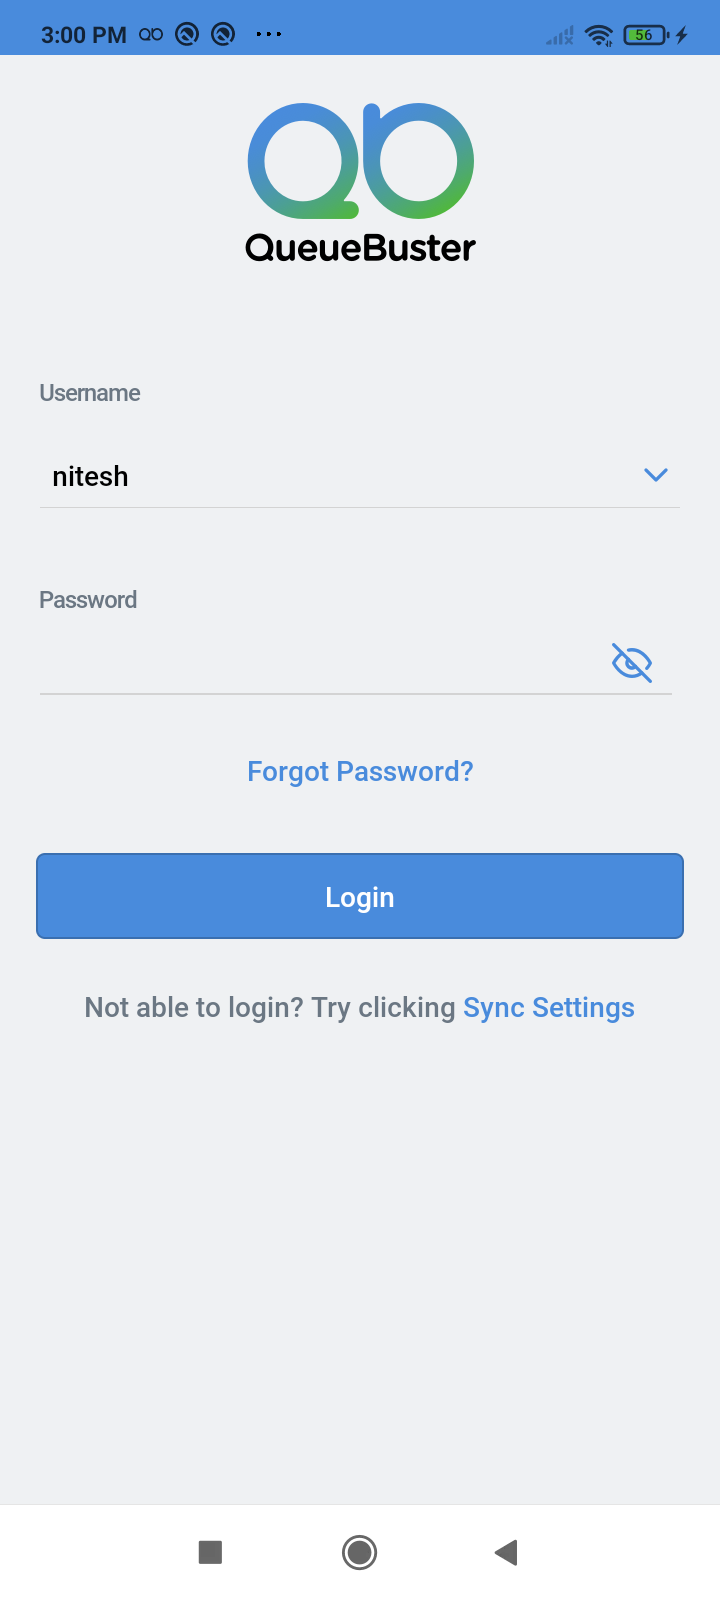 3:00 PM
56
QueueBuster
Username
nitesh
Password
Forgot Password?
Login
Not able to login? Try clicking Sync Settings